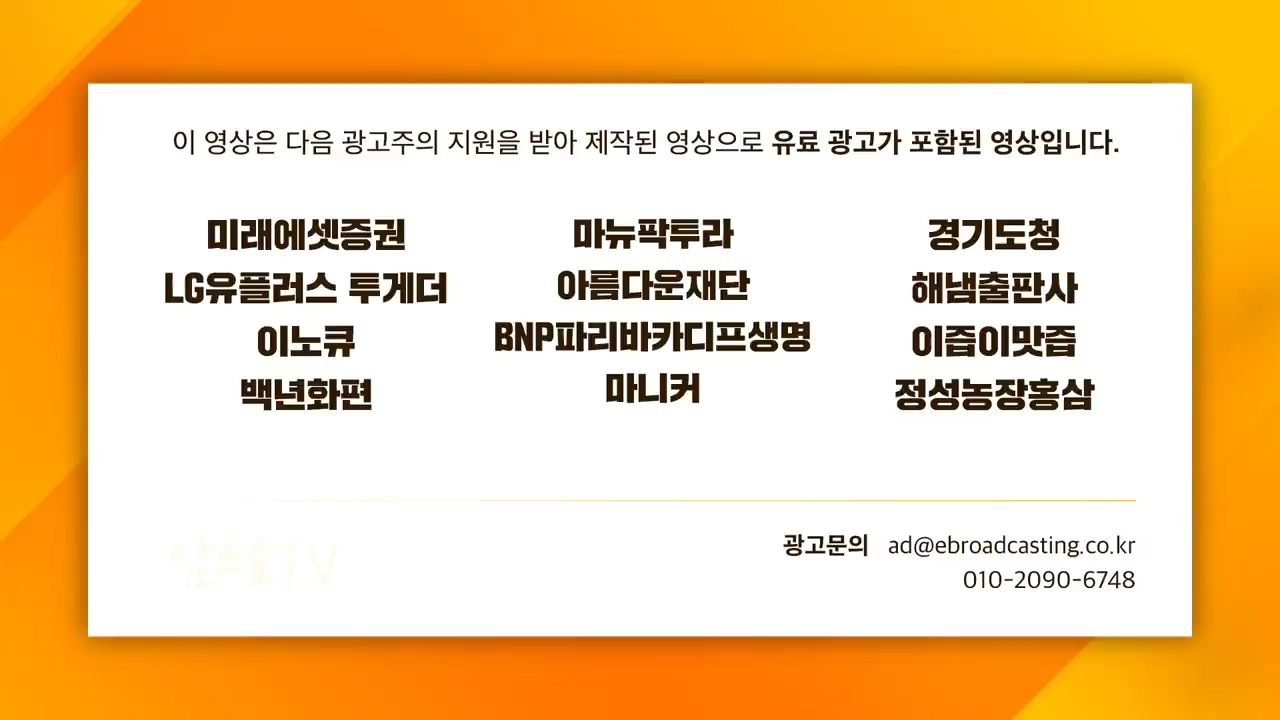 이 영상은 다음 광고주의 지원을 받아 제작된 영상으로 유료 광고가 포함된 영상입니다.
미래에셋증권
LG유플러스 투게더
이노큐
백년화편
마뉴팍투라
아름다운재단
BNP파리바카디프생명
마니커
경기도청
해냄출판사
이즙이맛즙
정성농장홍삼
광고문의 ad@ebroadcasting.co.kr
010-2090-6748